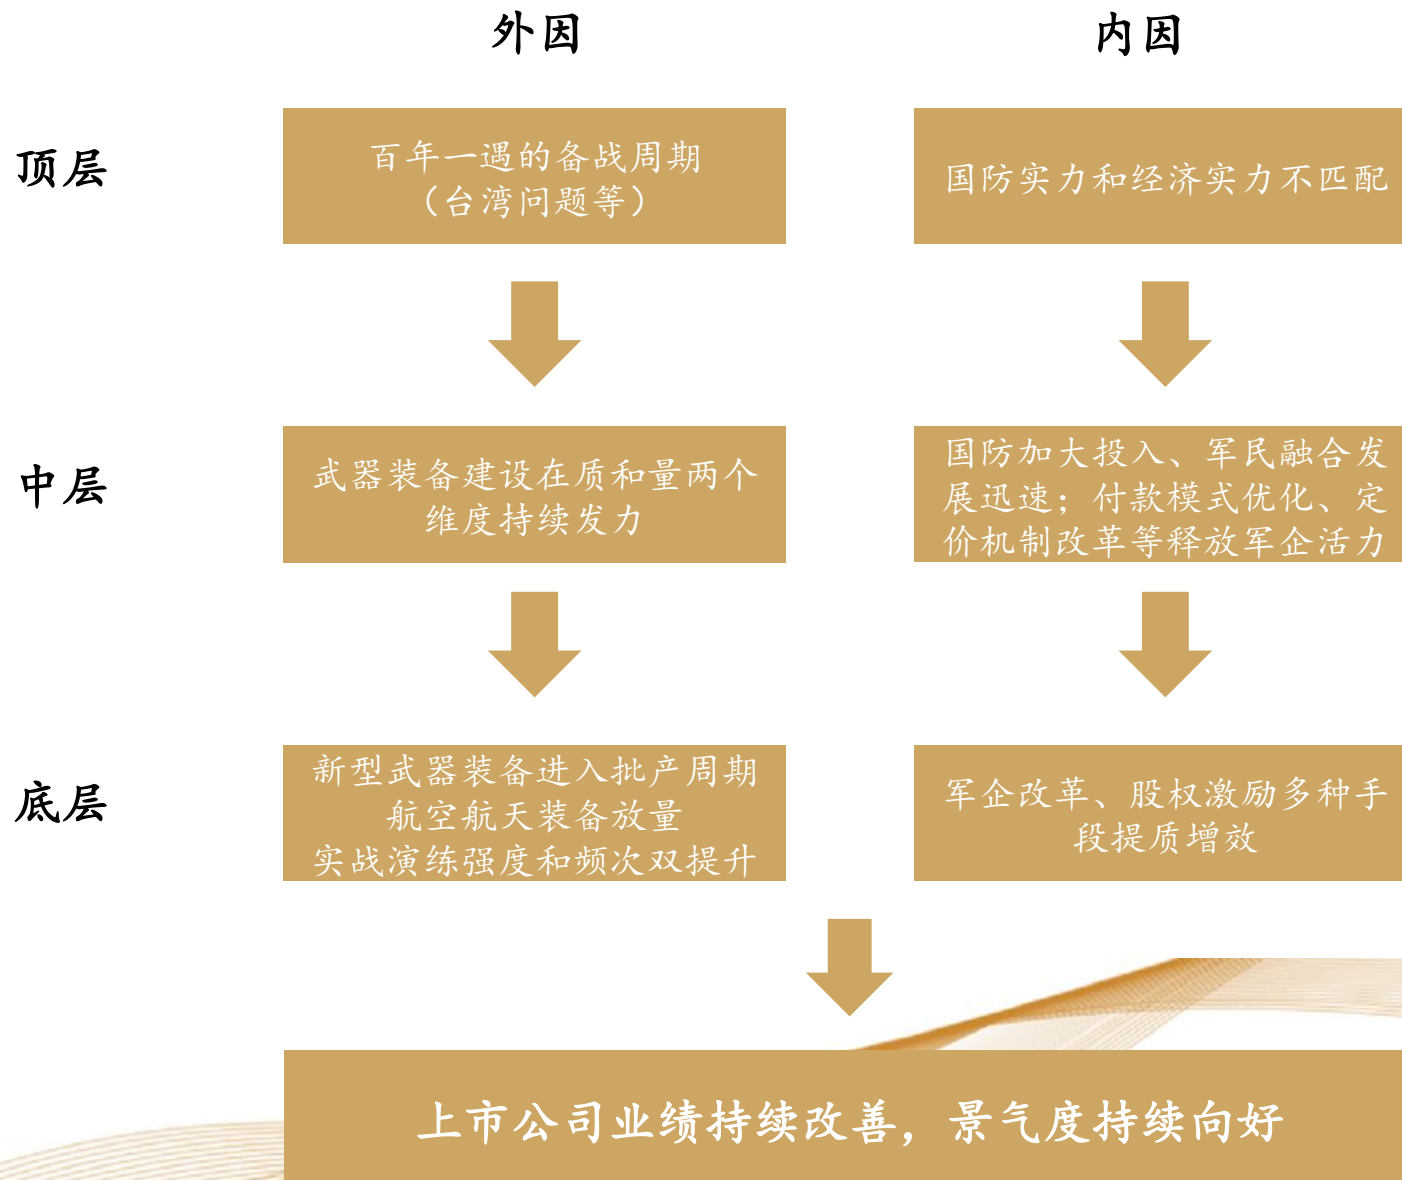 外因
内因
顶层
百年一遇的备战周期
（台湾问题等）
国防实力和经济实力不匹配
中层
武器装备建设在质和量两个
维度持续发力
国防加大投入、军民融合发
展迅速；付款模式优化、定
价机制改革等释放军企活力
底层
新型武器装备进入批产周期
航空航天装备放量
实战演练强度和频次双提升
军企改革、股权激励多种手
段提质增效
上市公司业绩持续改善，景气度持续向好